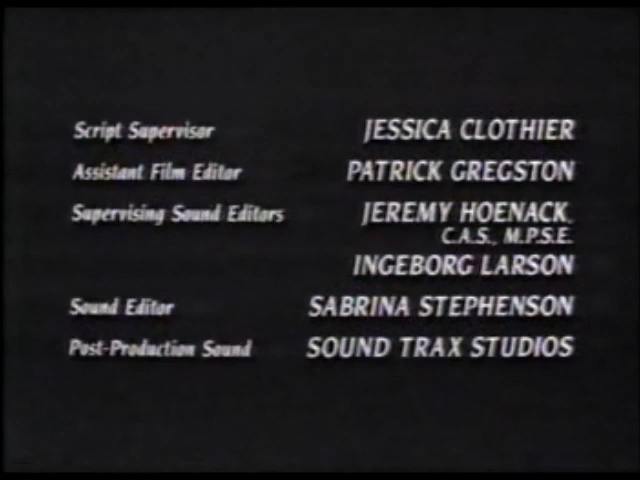 Script Supervisor JESSICA CLOTHIER
Assistant Film Editor PATRICK GREGSTON
Supervising Sound Editors JEREMY HOENACK,
C.A.S., M.P.S.E.
INGEBORG LARSON
Sound Editor SABRINA STEPHENSON
Post-Production Sound SOUND TRAX STUDIOS